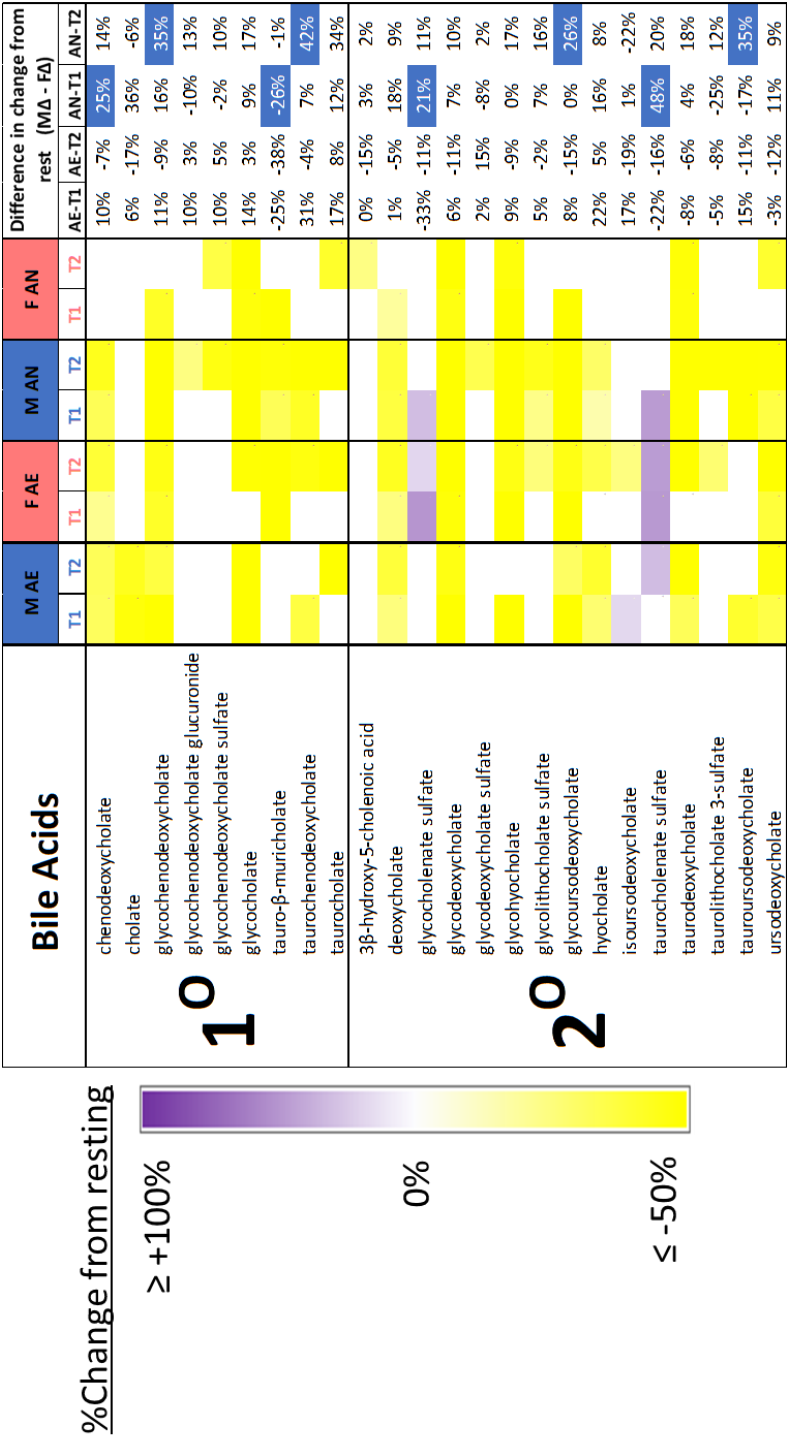 %Change from resting
≥ +100%
0%
≤ -50%
Bile Acids M AE F AE M AN F AN Difference in change from
rest (MΔ - FΔ)
T1 T2 T1 T2 T1 T2 T1 T2 AE-T1 AE-T2 AN-T1 AN-T2
1°
chenodeoxycholate 10% -7% 25% 14%
cholate 6% -17% 36% -6%
glycochenodeoxycholate 11% -9% 16% 35%
glycochenodeoxycholate glucuronide 10% 3% -10% 13%
glycochenodeoxycholate sulfate 10% 5% -2% 10%
glycocholate 14% 3% 9% 17%
tauro-β-muricholate -25% -38% -26% -1%
taurochenodeoxycholate 31% -4% 7% 42%
taurocholate 17% 8% 12% 34%
2°
3β-hydroxy-5-cholenoic acid 0% -15% 3% 2%
deoxycholate 1% -5% 18% 9%
glycocholenate sulfate -33% -11% 21% 11%
glycodeoxycholate 6% -11% 7% 10%
glycodeoxycholate sulfate 2% 15% -8% 2%
glycohyocholate 9% -9% 0% 17%
glycolithocholate sulfate 5% -2% 7% 16%
glycoursodeoxycholate 8% -15% 0% 26%
hyocholate 22% 5% 16% 8%
isoursodeoxycholate 17% -19% 1% -22%
taurocholenate sulfate -22% -16% 48% 20%
taurodeoxycholate -8% -6% 4% 18%
taurolithocholate 3-sulfate -5% -8% -25% 12%
tauroursodeoxycholate 15% -11% -17% 35%
ursodeoxycholate -3% -12% 11% 9%